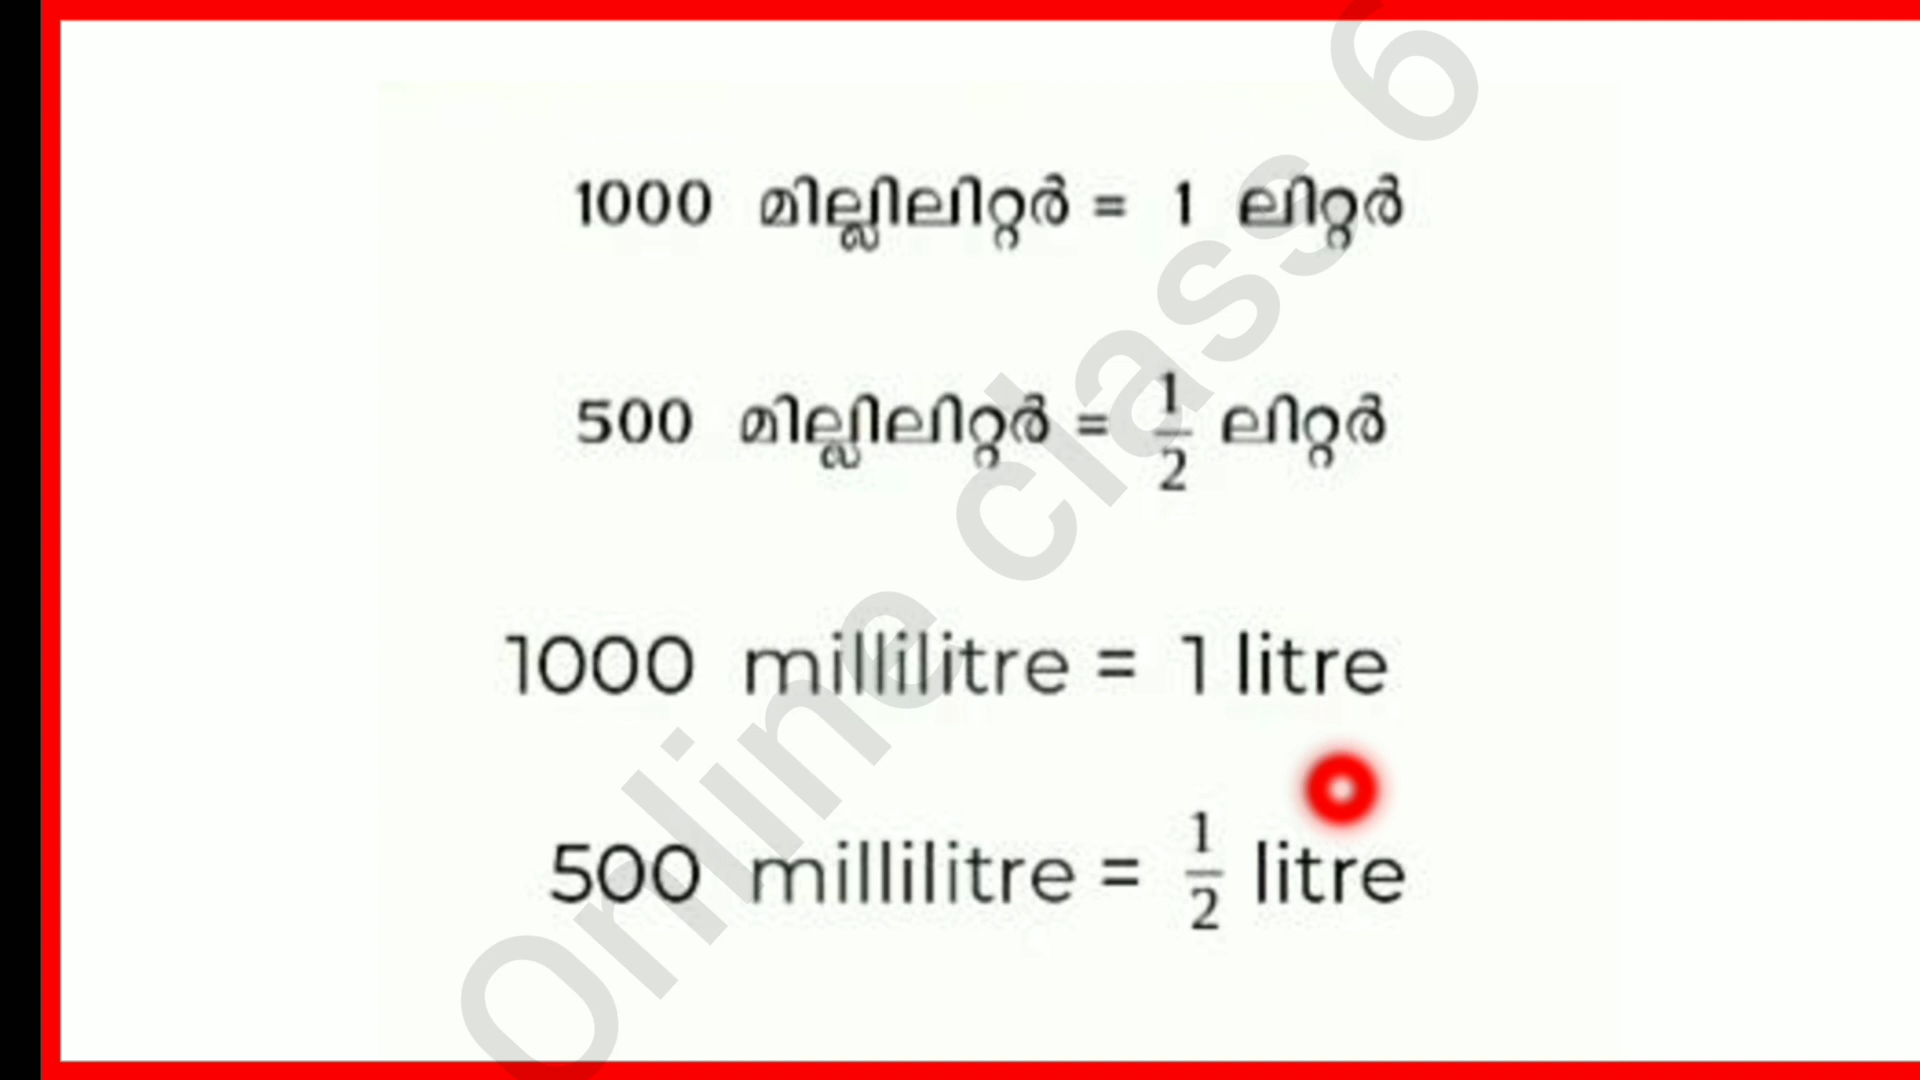 1000 മില്ലിലിറ്റർ = 1 ലിറ്റർ
500 മില്ലിലിറ്റർ = 1/2 ലിറ്റർ
1000 millilitre = 1 litre
500 millilitre = 1/2 litre
Online class 6